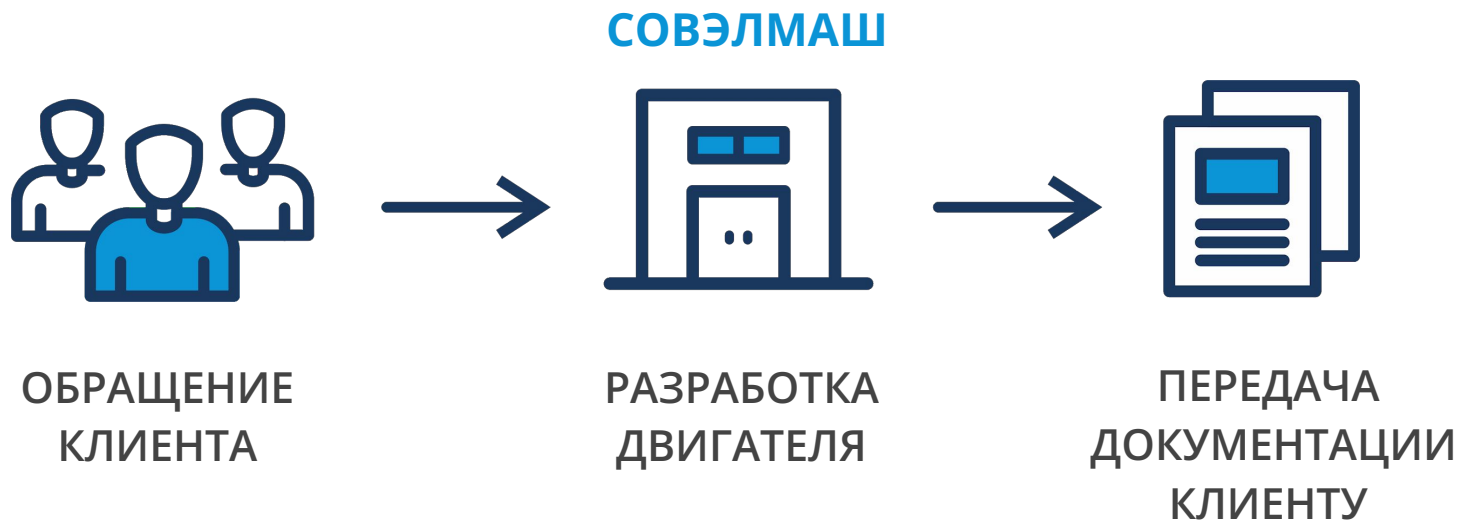 СОВЭЛМАШ
ОБРАЩЕНИЕ
КЛИЕНТА
РАЗРАБОТКА
ДВИГАТЕЛЯ
ПЕРЕДАЧА
ДОКУМЕНТАЦИИ
КЛИЕНТУ